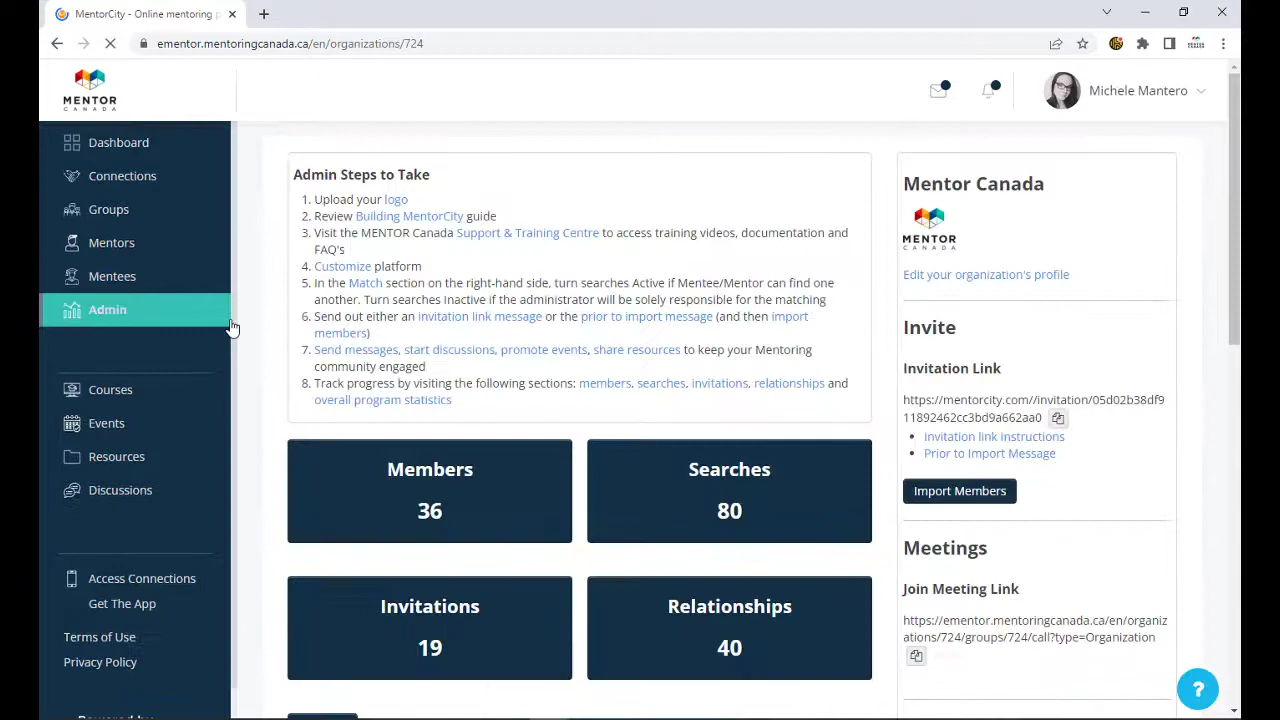 MentorCity - Online mentoring p
ementor.mentoringcanada.ca/en/organizations/724
MENTOR
CANADA
Michele Mantero
Dashboard
Connections
Groups
Mentors
Mentees
Admin
Courses
Events
Resources
Discussions
Access Connections
Get The App
Terms of Use
Privacy Policy
Admin Steps to Take
1. Upload your logo
2. Review Building MentorCity guide
3. Visit the MENTOR Canada Support & Training Centre to access training videos, documentation and
FAQ's
4. Customize platform
5. In the Match section on the right-hand side, turn searches Active if Mentee/Mentor can find one
another. Turn searches Inactive if the administrator will be solely responsible for the matching
6. Send out either an invitation link message or the prior to import message (and then import
members)
7. Send messages, start discussions, promote events, share resources to keep your Mentoring
community engaged
8. Track progress by visiting the following sections: members, searches, invitations, relationships and
overall program statistics
Members
36
Searches
80
Invitations
19
Relationships
40
Mentor Canada
MENTOR
CANADA
Edit your organization's profile
Invite
Invitation Link
https://mentorcity.com//invitation/05d02b38df9
11892462cc3bd9a662aa0
• Invitation link instructions
• Prior to Import Message
Import Members
Meetings
Join Meeting Link
https://ementor.mentoringcanada.ca/en/organiz
ations/724/groups/724/call?type=Organization
?